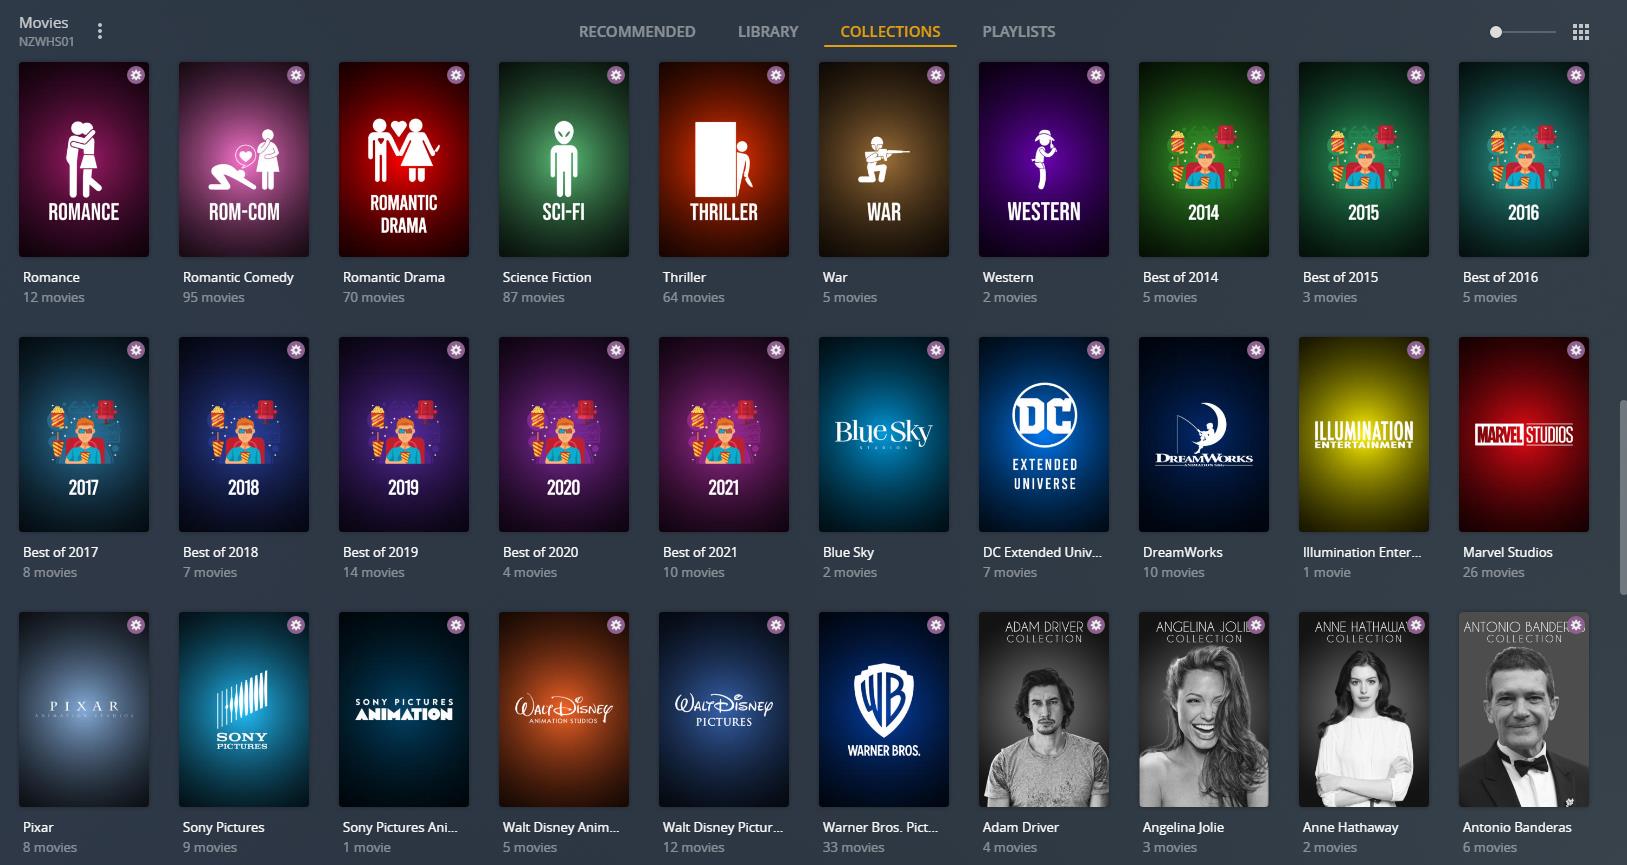 Movies
NZWHS01
RECOMMENDED LIBRARY COLLECTIONS PLAYLISTS
ROMANCE
ROM-COM
ROMANTIC
DRAMA
SCI-FI
THRILLER
WAR
WESTERN
2014
2015
2016
Romance Romantic Comedy Romantic Drama Science Fiction Thriller War Western Best of 2014 Best of 2015 Best of 2016
12 movies 95 movies 70 movies 87 movies 64 movies 5 movies 2 movies 5 movies 3 movies 5 movies
2017
2018
2019
2020
2021
Blue Sky
STUDIOS
DC
EXTENDED
UNIVERSE
DREAMWORKS
ANIMATION SKG
ILLUMINATION
ENTERTAINMENT
MARVEL STUDIOS
Best of 2017 Best of 2018 Best of 2019 Best of 2020 Best of 2021 Blue Sky DC Extended Univ... DreamWorks Illumination Enter... Marvel Studios
8 movies 7 movies 14 movies 4 movies 10 movies 2 movies 7 movies 10 movies 1 movie 26 movies
PIXAR
ANIMATION STUDIOS
SONY
PICTURES
SONY PICTURES
ANIMATION
WALT DISNEY
ANIMATION STUDIOS
WALT DISNEY
PICTURES
WB
WARNER BROS.
ADAM DRIVER
COLLECTION
ANGELINA JOLIE
COLLECTION
ANNE HATHAWAY
COLLECTION
ANTONIO BANDERAS
COLLECTION
Pixar Sony Pictures Sony Pictures Ani... Walt Disney Anim... Walt Disney Pictur... Warner Bros. Pict... Adam Driver Angelina Jolie Anne Hathaway Antonio Banderas
8 movies 9 movies 1 movie 5 movies 12 movies 33 movies 4 movies 3 movies 2 movies 6 movies